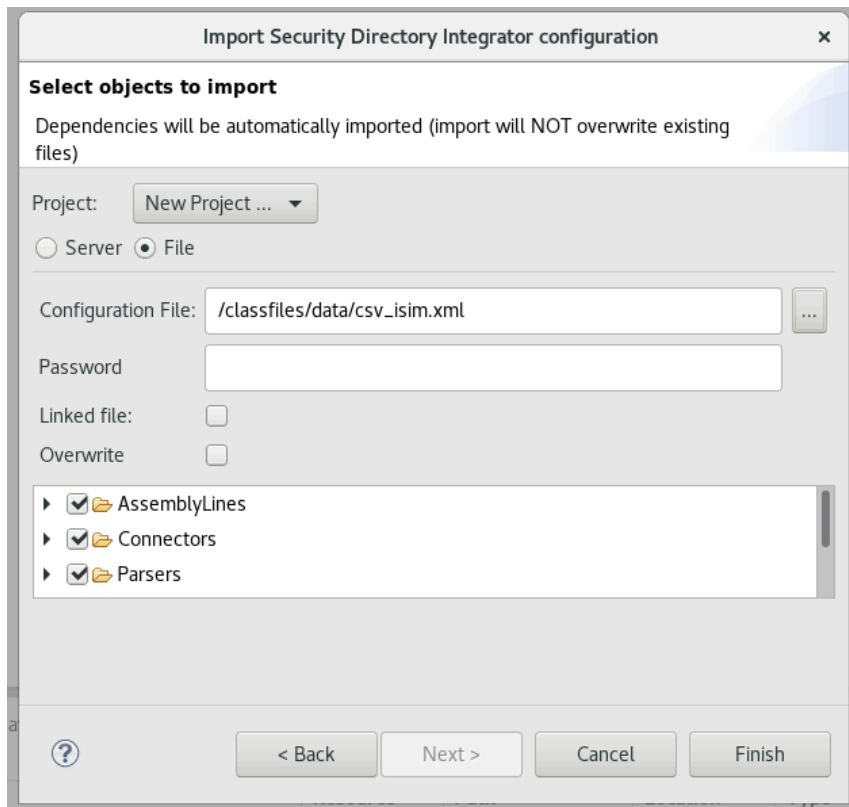 Import Security Directory Integrator configuration
Select objects to import
Dependencies will be automatically imported (import will NOT overwrite existing
files)
Project: New Project ...
Server File
Configuration File: /classfiles/data/csv_isim.xml ...
Password
Linked file:
Overwrite
AssemblyLines
Connectors
Parsers
? < Back Next > Cancel Finish